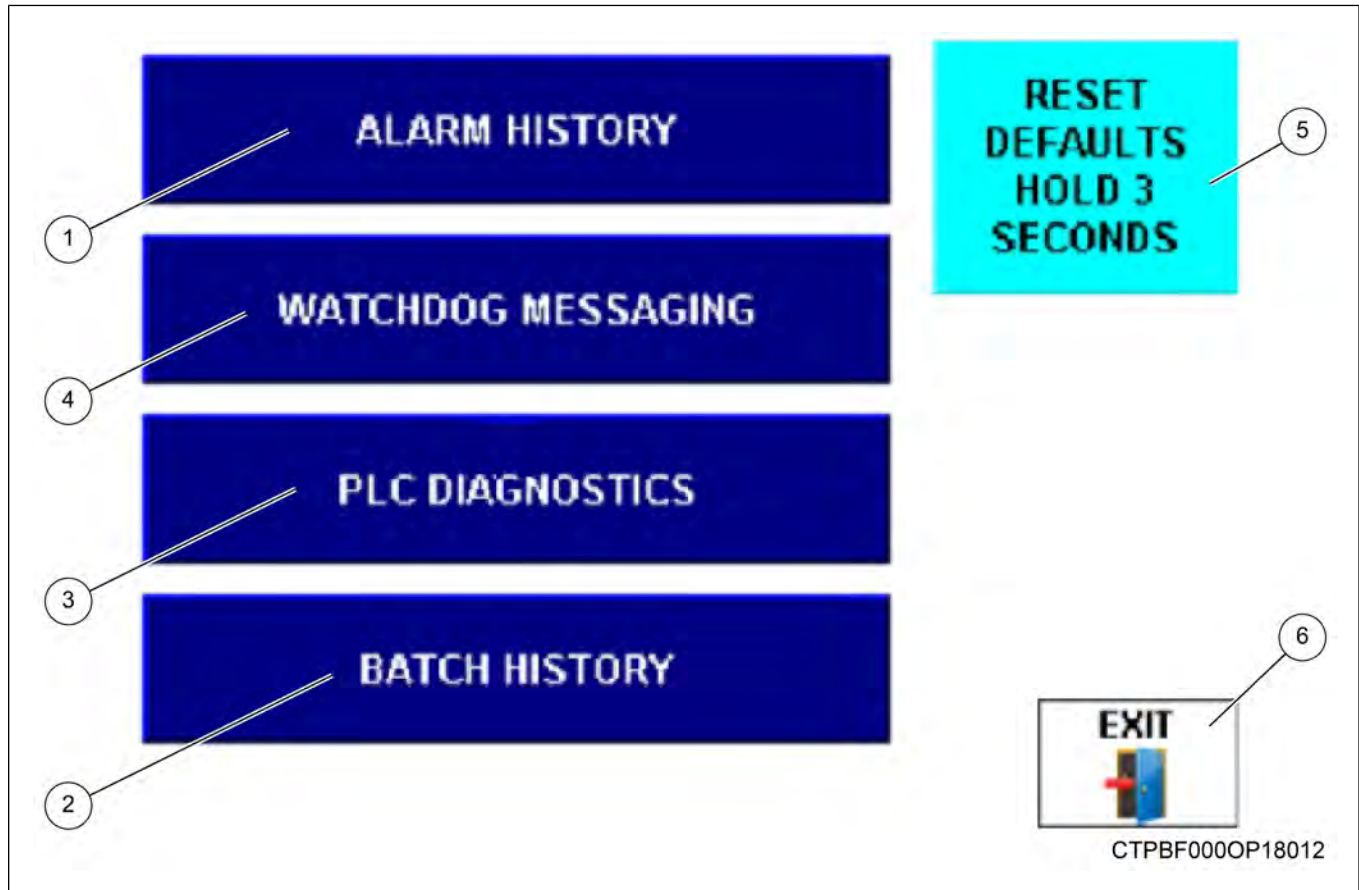 ALARM HISTORY
1
WATCHDOG MESSAGING
4
PLC DIAGNOSTICS
3
BATCH HISTORY
2
RESET
DEFAULTS
HOLD 3
SECONDS
5
6
EXIT
CTPBF000OP18012